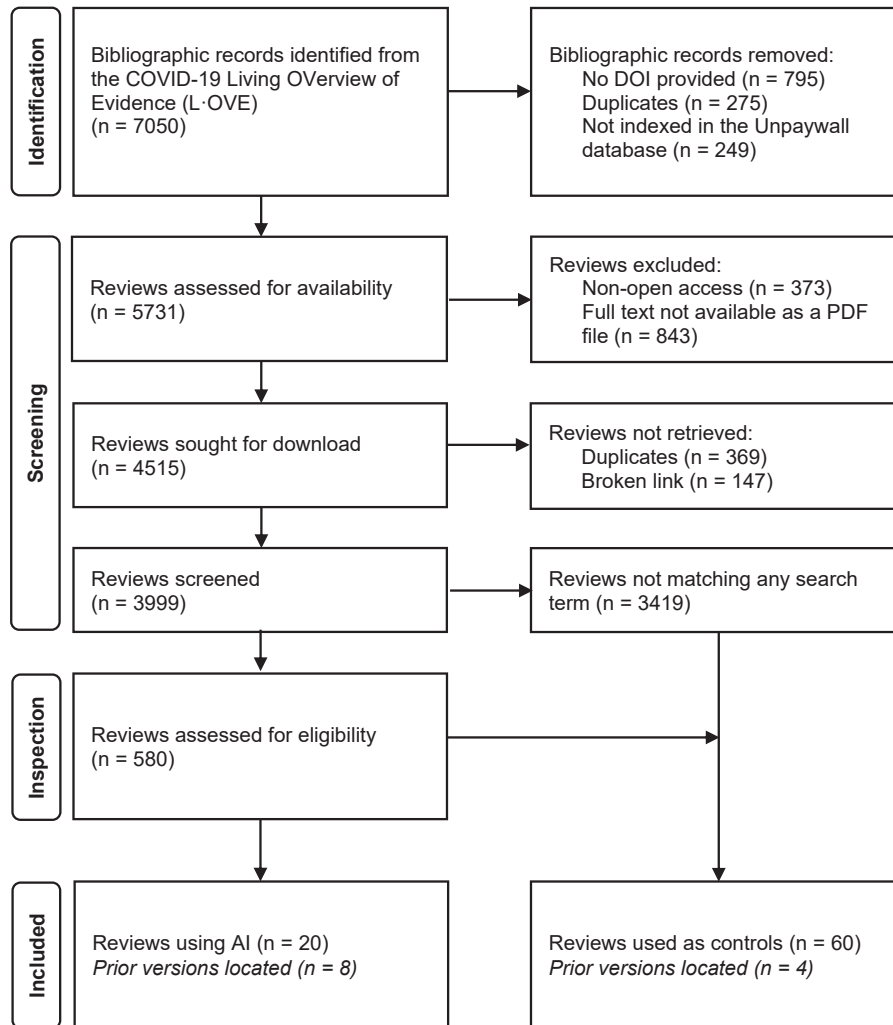 Identification
Bibliographic records identified from
the COVID-19 Living OVerview of
Evidence (L·OVE)
(n = 7050)
Bibliographic records removed:
No DOI provided (n = 795)
Duplicates (n = 275)
Not indexed in the Unpaywall
database (n = 249)
Screening
Reviews assessed for availability
(n = 5731)
Reviews excluded:
Non-open access (n = 373)
Full text not available as a PDF
file (n = 843)
Reviews sought for download
(n = 4515)
Reviews not retrieved:
Duplicates (n = 369)
Broken link (n = 147)
Reviews screened
(n = 3999)
Reviews not matching any search
term (n = 3419)
Inspection
Reviews assessed for eligibility
(n = 580)
Included
Reviews using AI (n = 20)
Prior versions located (n = 8)
Reviews used as controls (n = 60)
Prior versions located (n = 4)